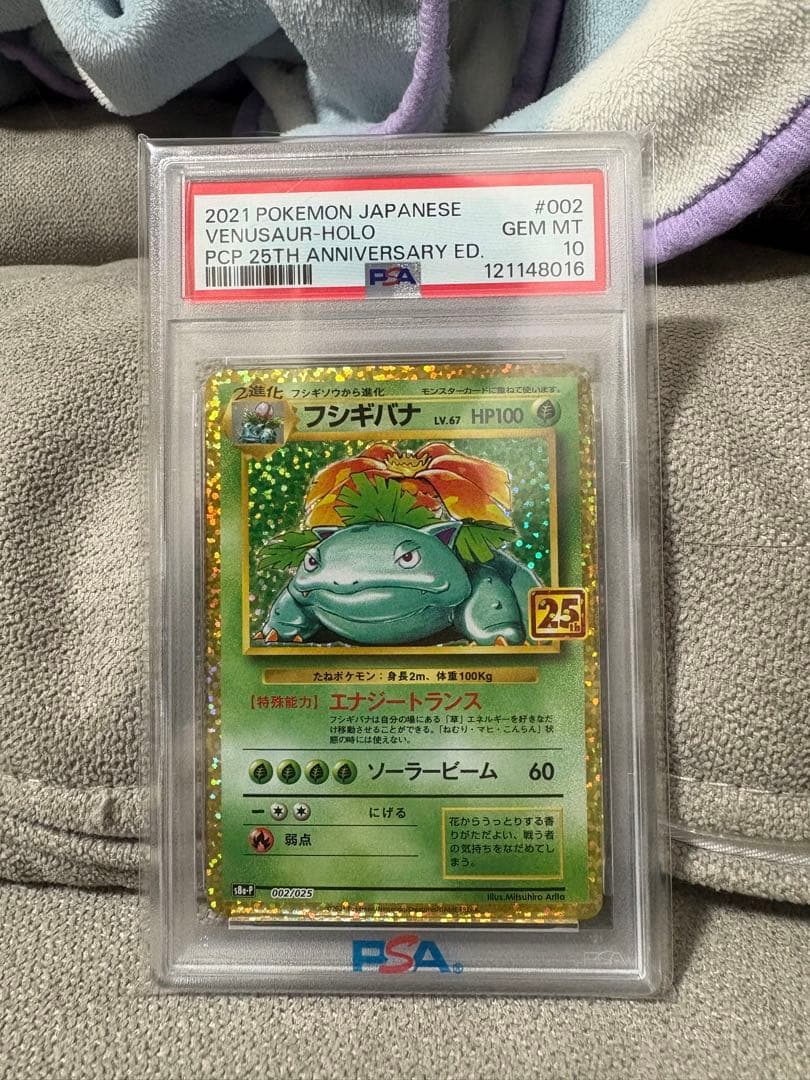 2021 POKEMON JAPANESE #002
VENUSAUR-HOLO GEM MT
PCP 25TH ANNIVERSARY ED. 10
PSA 121148016
2進化 フシギソウから進化 モンスターカードに重ねて使います。
フシギバナ LV.67 HP100
25th
たねポケモン：身長2m、体重100Kg
【特殊能力】エナジートランス
フシギバナは自分の場にある「草」エネルギーを好きなだ
け移動させることができる。「ねむり・マヒ・こんらん」状
態の時には使えない。
ソーラービーム 60
にげる
弱点
花からうっとりする香
りがただよい、戦う者
の気持ちをなだめてし
まう。
s8a-P 002/025
Illus.Mitsuhiro Arita
PSA®
PSA